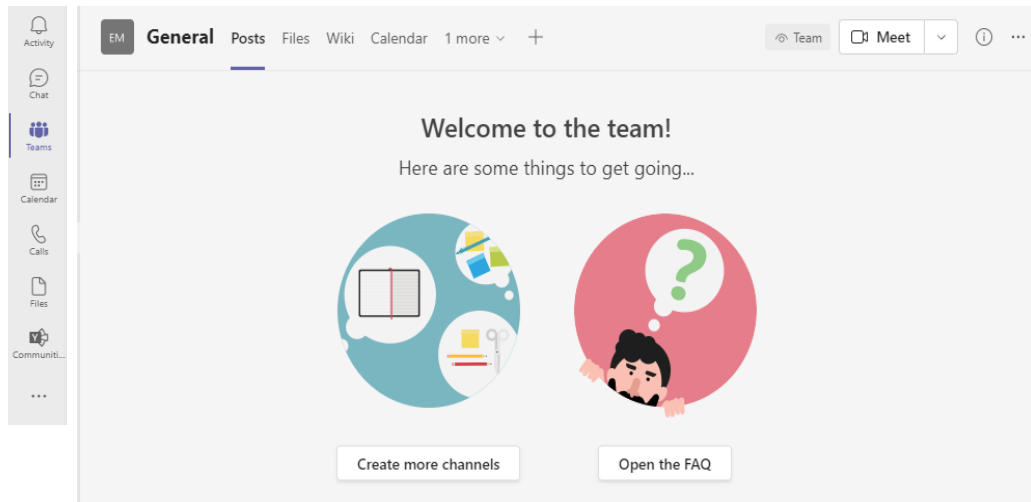 Activity
Chat
Teams
Calendar
Calls
Files
Communiti...
EM General Posts Files Wiki Calendar 1 more Team Meet
Welcome to the team!
Here are some things to get going...
?
Create more channels Open the FAQ